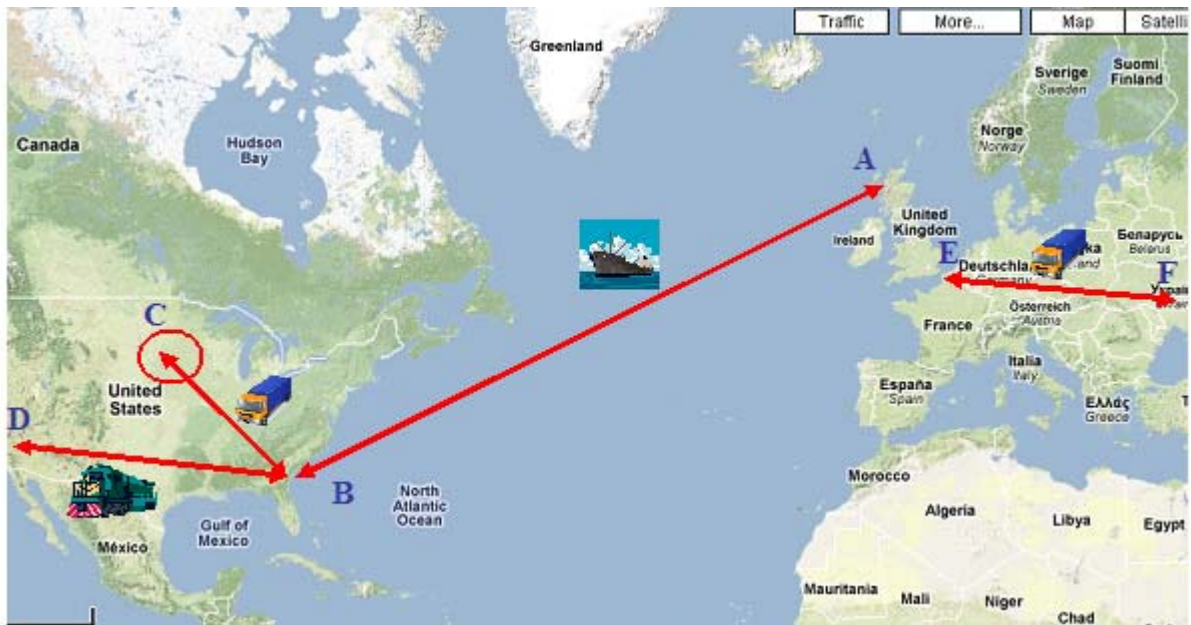 Traffic
More...
Map
Satelli
Greenland
Sverige
Sweden
Suomi
Finland
Norge
Norway
Canada
Hudson
Bay
A
United
Kingdom
Ireland
E
Deutschla
Germany
Беларусь
Belarus
F
Україн
Österreich
Austria
France
C
United
States
Italia
Italy
España
Spain
Ελλάς
Greece
D
B
North
Atlantic
Ocean
Morocco
Gulf of
Mexico
México
Algeria
Libya
Egypt
Mauritania
Mali
Niger
Chad